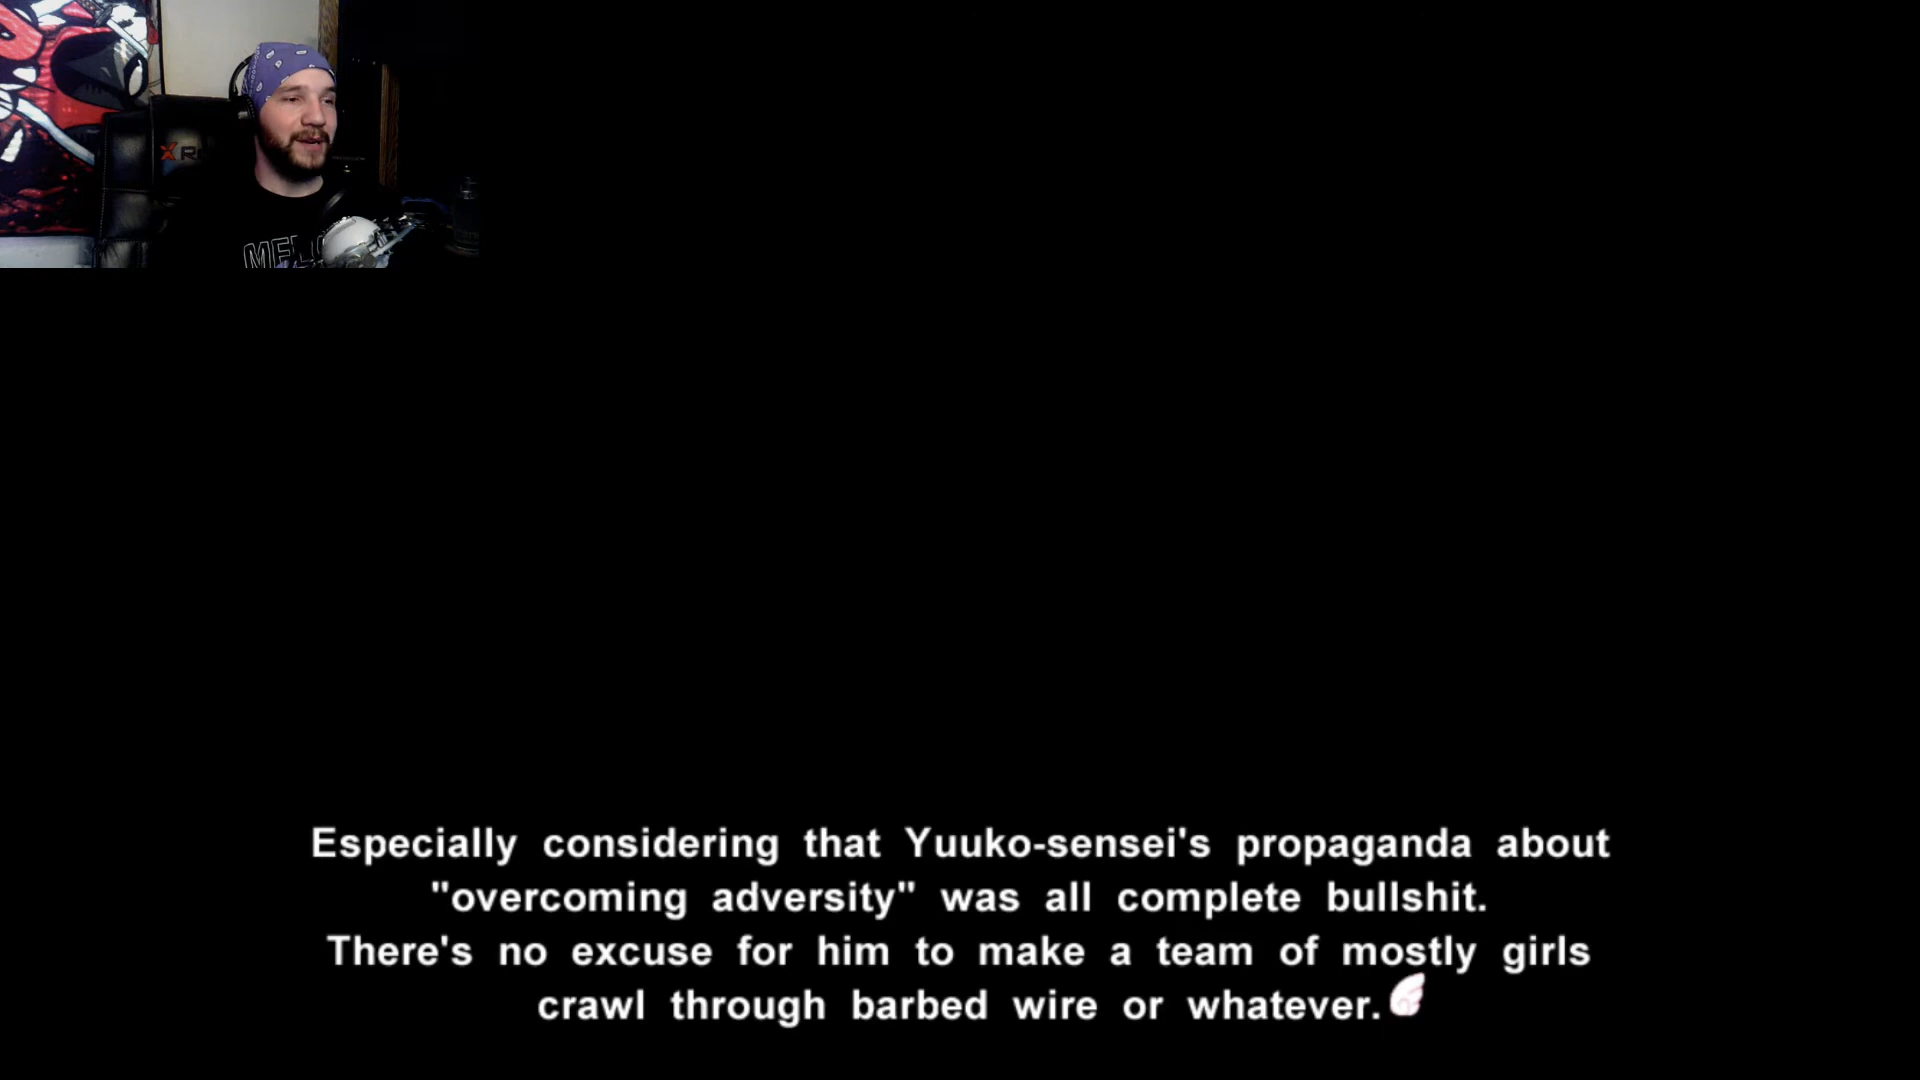 MEL
Especially considering that Yuuko-sensei's propaganda about
"overcoming adversity" was all complete bullshit.
There's no excuse for him to make a team of mostly girls
crawl through barbed wire or whatever.